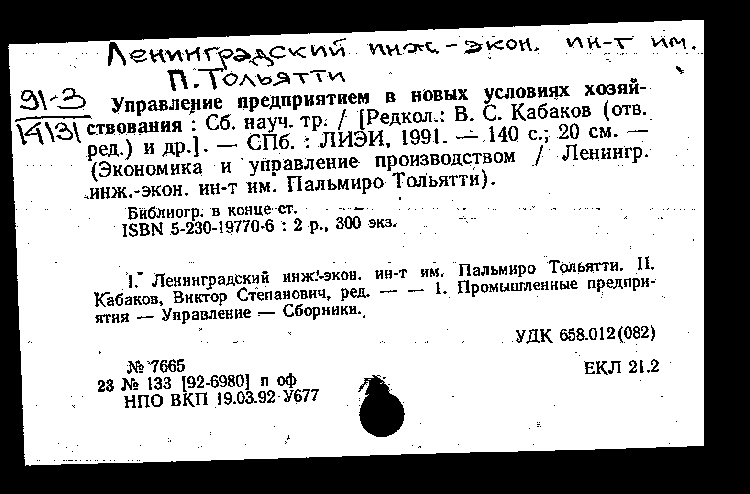 Ленинградский инж.-экон. ин-т им.
П. Тольятти
91-3
14131
Управление предприятием в новых условиях хозяй-
ствования : Сб. науч. тр. / [Редкол.: В. С. Кабаков (отв.
ред.) и др.]. — СПб. : ЛИЭИ, 1991. — 140 с.; 20 см. —
(Экономика и управление производством / Ленингр.
инж.-экон. ин-т им. Пальмиро Тольятти).
Библиогр. в конце ст.
ISBN 5-230-19770-6 : 2 р., 300 экз.
I. Ленинградский инж.-экон. ин-т им. Пальмиро Тольятти. II.
Кабаков, Виктор Степанович, ред. — — 1. Промышленные предпри-
ятия — Управление — Сборники.
УДК 658.012(082)
№ 7665
ЕКЛ 21.2
23 № 133 [92-6980] п оф
НПО ВКП 19.03.92 У677